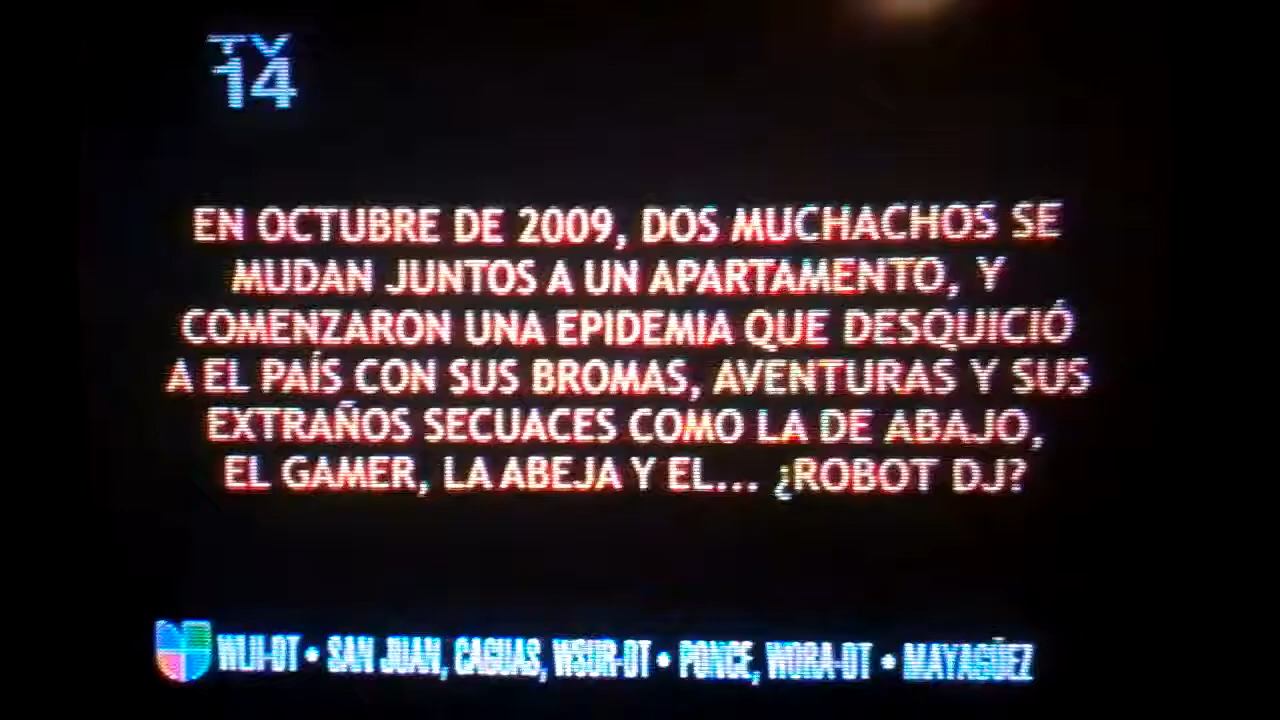 TV
14
EN OCTUBRE DE 2009, DOS MUCHACHOS SE
MUDAN JUNTOS A UN APARTAMENTO, Y
COMENZARON UNA EPIDEMIA QUE DESQUICIÓ
A EL PAÍS CON SUS BROMAS, AVENTURAS Y SUS
EXTRAÑOS SECUACES COMO LA DE ABAJO,
EL GAMER, LA ABEJA Y EL... ¿ROBOT DJ?
WLII-DT • SAN JUAN, CAGUAS, WSUR-DT • PONCE, WORA-DT • MAYAGÜEZ